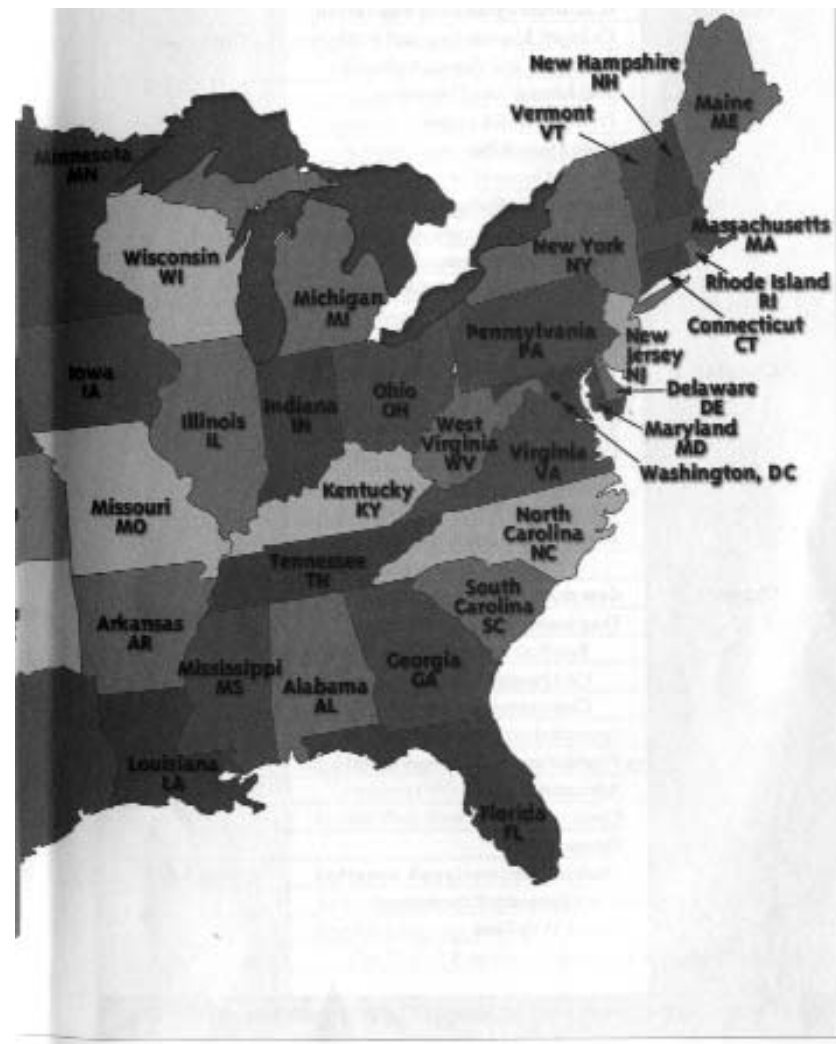 New Hampshire
NH
Maine
ME
Vermont
VT
Minnesota
MN
Massachusetts
MA
Wisconsin
WI
New York
NY
Rhode Island
RI
Michigan
MI
Connecticut
CT
Pennsylvania
PA
New
Jersey
NJ
Iowa
IA
Ohio
OH
Delaware
DE
Indiana
IN
Illinois
IL
West
Virginia
WV
Maryland
MD
Virginia
VA
Washington, DC
Kentucky
KY
Missouri
MO
North
Carolina
NC
Tennessee
TN
South
Carolina
SC
Arkansas
AR
Georgia
GA
Mississippi
MS
Alabama
AL
Louisiana
LA
Florida
FL